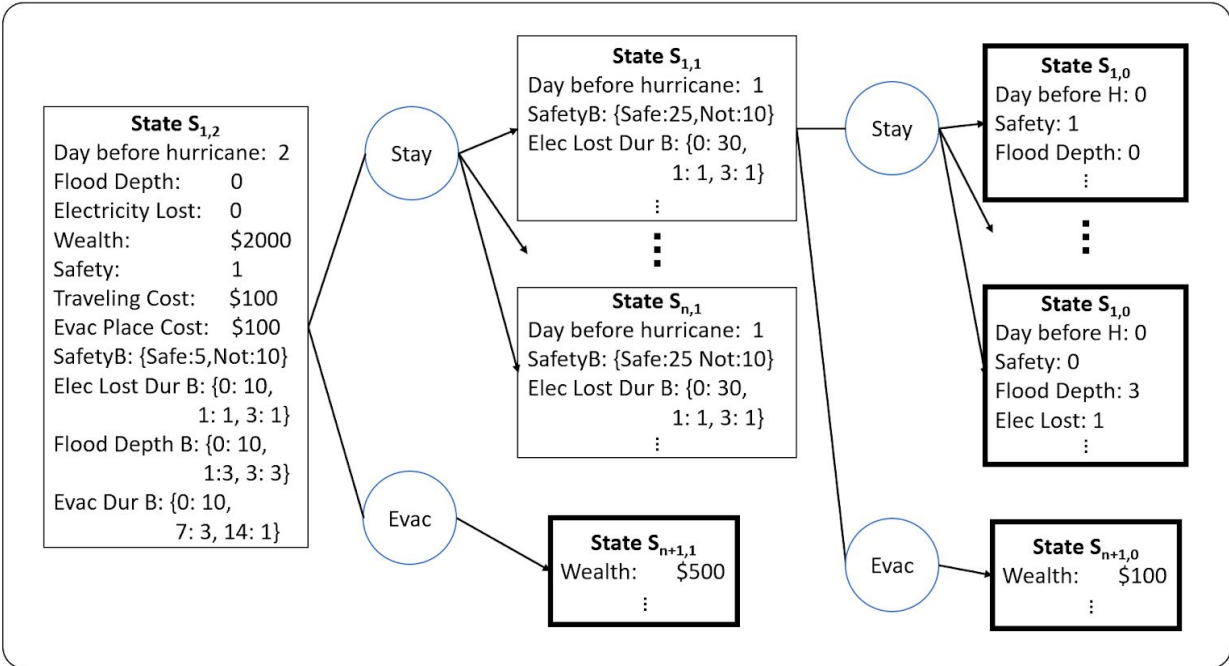 State S1,2
Day before hurricane: 2
Flood Depth: 0
Electricity Lost: 0
Wealth: $2000
Safety: 1
Traveling Cost: $100
Evac Place Cost: $100
SafetyB: {Safe:5,Not:10}
Elec Lost Dur B: {0: 10,
1: 1, 3: 1}
Flood Depth B: {0: 10,
1:3, 3: 3}
Evac Dur B: {0: 10,
7: 3, 14: 1}
Stay
Evac
State S1,1
Day before hurricane: 1
SafetyB: {Safe:25,Not:10}
Elec Lost Dur B: {0: 30,
1: 1, 3: 1}
⋮
⋮
State Sn,1
Day before hurricane: 1
SafetyB: {Safe:25 Not:10}
Elec Lost Dur B: {0: 30,
1: 1, 3: 1}
⋮
State Sn+1,1
Wealth: $500
⋮
Stay
Evac
State S1,0
Day before H: 0
Safety: 1
Flood Depth: 0
⋮
⋮
State S1,0
Day before H: 0
Safety: 0
Flood Depth: 3
Elec Lost: 1
⋮
State Sn+1,0
Wealth: $100
⋮